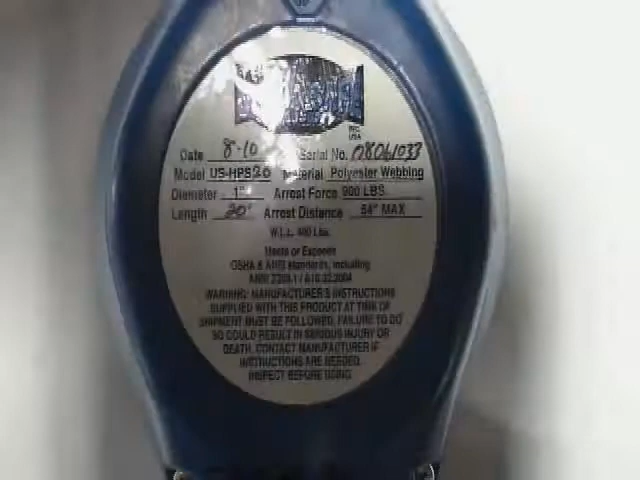 INC.
USA
Date 8-10 Serial No. 08061033
Model US-HPS20 Material Polyester Webbing
Diameter 1" Arrest Force 900 LBS
Length 20' Arrest Distance 54" MAX
W.L.L. 400 Lbs.
Meets or Exceeds
OSHA & ANSI standards, including
ANSI Z359.1 / A10.32.2004
WARNING: MANUFACTURER'S INSTRUCTIONS
SUPPLIED WITH THIS PRODUCT AT TIME OF
SHIPMENT MUST BE FOLLOWED. FAILURE TO DO
SO COULD RESULT IN SERIOUS INJURY OR
DEATH. CONTACT MANUFACTURER IF
INSTRUCTIONS ARE NEEDED.
INSPECT BEFORE USING.